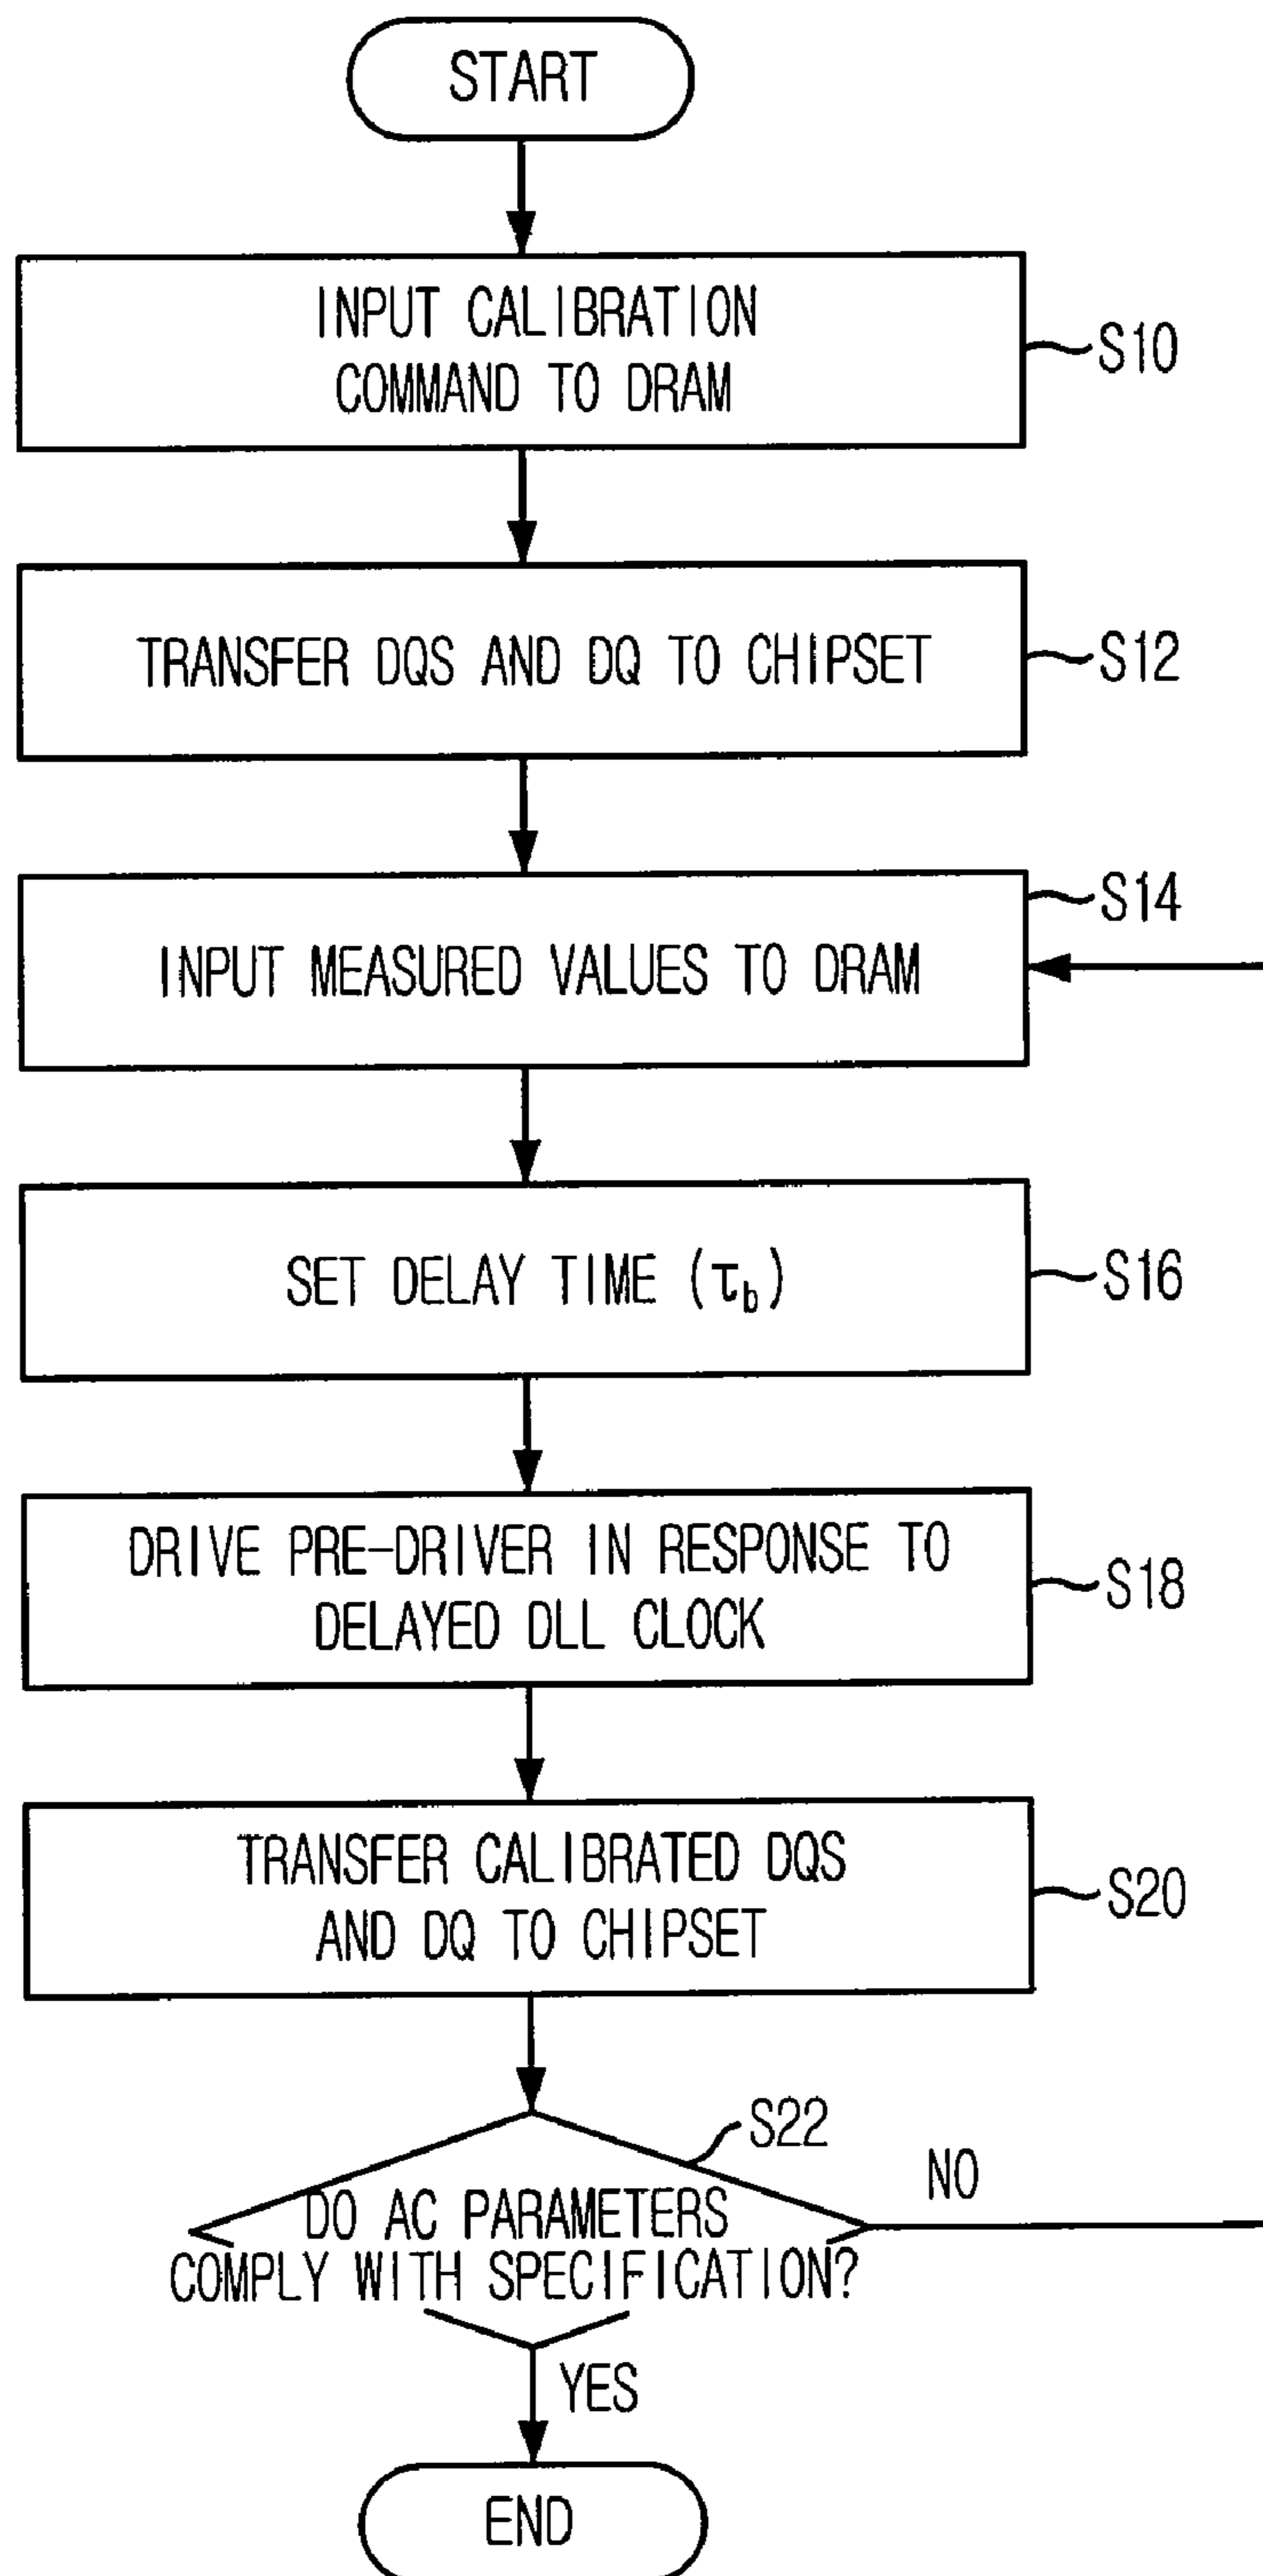 START
INPUT CALIBRATION
COMMAND TO DRAM
S10
TRANSFER DQS AND DQ TO CHIPSET
S12
S14
INPUT MEASURED VALUES TO DRAM
SET DELAY TIME (τb)
S16
DRIVE PRE-DRIVER IN RESPONSE TO
DELAYED DLL CLOCK
S18
TRANSFER CALIBRATED DQS
AND DQ TO CHIPSET
S20
S22
NO
DO AC PARAMETERS
COMPLY WITH SPECIFICATION?
YES
END